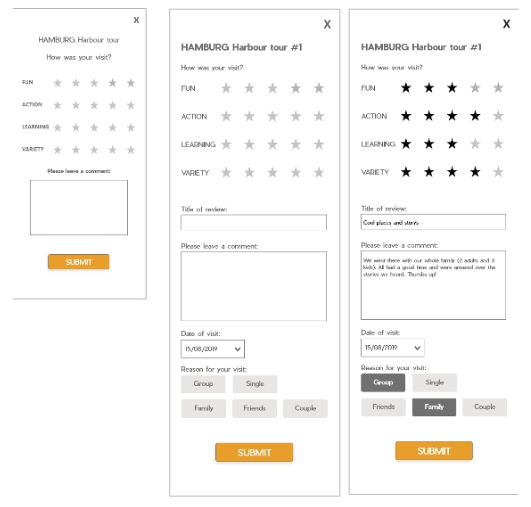 X
HAMBURG Harbour tour
How was your visit?
FUN
ACTION
LEARNING
VARIETY
Please leave a comment:
SUBMIT
X
HAMBURG Harbour tour #1
How was your visit?
FUN
ACTION
LEARNING
VARIETY
Title of review:
Please leave a comment:
Date of visit:
15/08/2019
Reason for your visit:
Group Single
Family Friends Couple
SUBMIT
X
HAMBURG Harbour tour #1
How was your visit?
FUN
ACTION
LEARNING
VARIETY
Title of review:
Cool places and storys
Please leave a comment:
We went there with our whole family (2 adults and 4
kids). All had a good time and were amazed over the
stories we heard. Thumbs up!
Date of visit:
15/08/2019
Reason for your visit:
Group Single
Friends Family Couple
SUBMIT